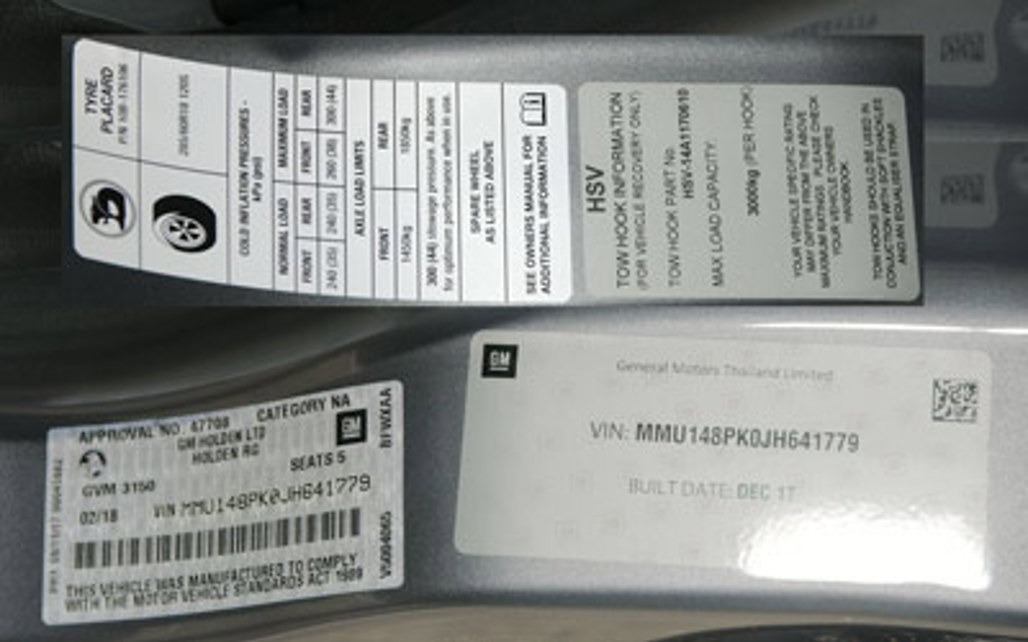 TYRE
PLACARD
COLD INFLATION PRESSURES -
kPa (psi)
NORMAL LOAD MAXIMUM LOAD
FRONT REAR FRONT REAR
240 (35) 240 (35) 260 (38) 300 (44)
AXLE LOAD LIMITS
FRONT REAR
1450kg 1850kg
300 (44) stowage pressure. As above
for optimum performance when in use.
SPARE WHEEL
AS LISTED ABOVE
SEE OWNERS MANUAL FOR
ADDITIONAL INFORMATION
HSV
TOW HOOK INFORMATION
(FOR VEHICLE RECOVERY ONLY)
TOW HOOK PART No.
HSV-14A1170610
MAX LOAD CAPACITY.
3000kg (PER HOOK)
YOUR VEHICLE SPECIFIC RATING
MAY DIFFER FROM THE ABOVE
MAXIMUM RATINGS. PLEASE CHECK
YOUR VEHICLE OWNERS
HANDBOOK
TOW HOOK SHOULD BE USED IN
CONJUCTION WITH SOFT SHACKLES
AND AN EQUALISER STRAP
APPROVAL NO. 47708 CATEGORY NA
GM HOLDEN LTD
HOLDEN RG
GM
SEATS 5
GVM 3150
02/18 VIN MMU148PK0JH641779
THIS VEHICLE WAS MANUFACTURED TO COMPLY
WITH THE MOTOR VEHICLE STANDARDS ACT 1989
BFWXAA
GM
General Motors Thailand Limited
VIN: MMU148PK0JH641779
BUILT DATE: DEC 17